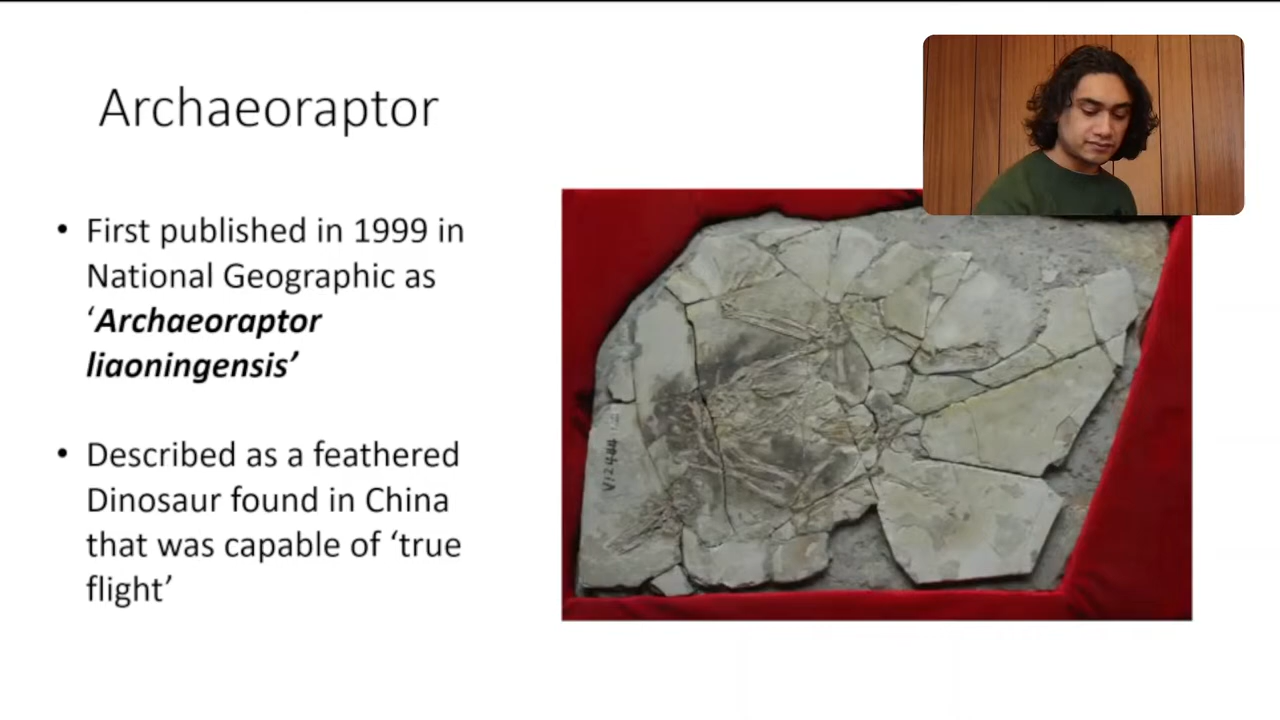 Archaeoraptor
• First published in 1999 in
National Geographic as
‘Archaeoraptor
liaoningensis’
• Described as a feathered
Dinosaur found in China
that was capable of ‘true
flight’